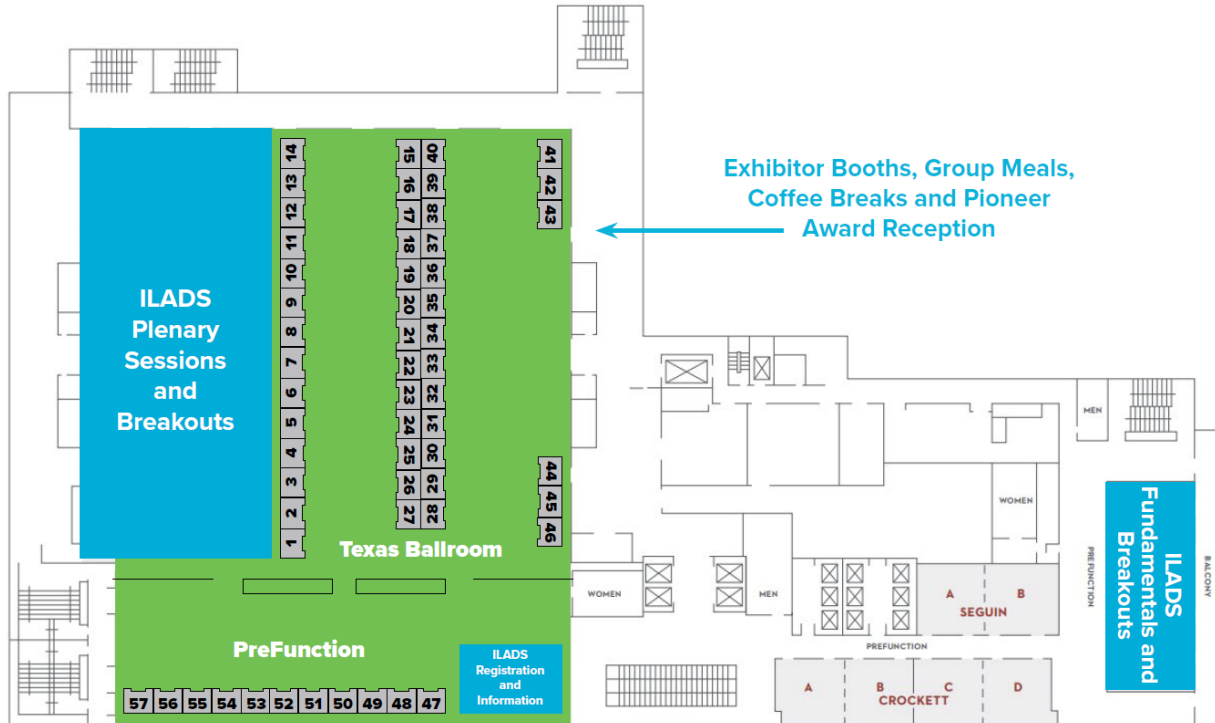 Exhibitor Booths, Group Meals,
Coffee Breaks and Pioneer
Award Reception
ILADS
Plenary
Sessions
and
Breakouts
14
13
12
11
10
9
8
7
6
5
4
3
2
1
15 40
16 39
17 38
18 37
19 36
20 35
21 34
22 33
23 32
24 31
25 30
26 29
27 28
41
42
43
44
45
46
Texas Ballroom
PreFunction
ILADS
Registration
and
Information
57 56 55 54 53 52 51 50 49 48 47
WOMEN
MEN
MEN
WOMEN
PREFUNCTION
BALCONY
ILADS
Fundamentals and
Breakouts
A B
SEGUIN
PREFUNCTION
A B C D
CROCKETT